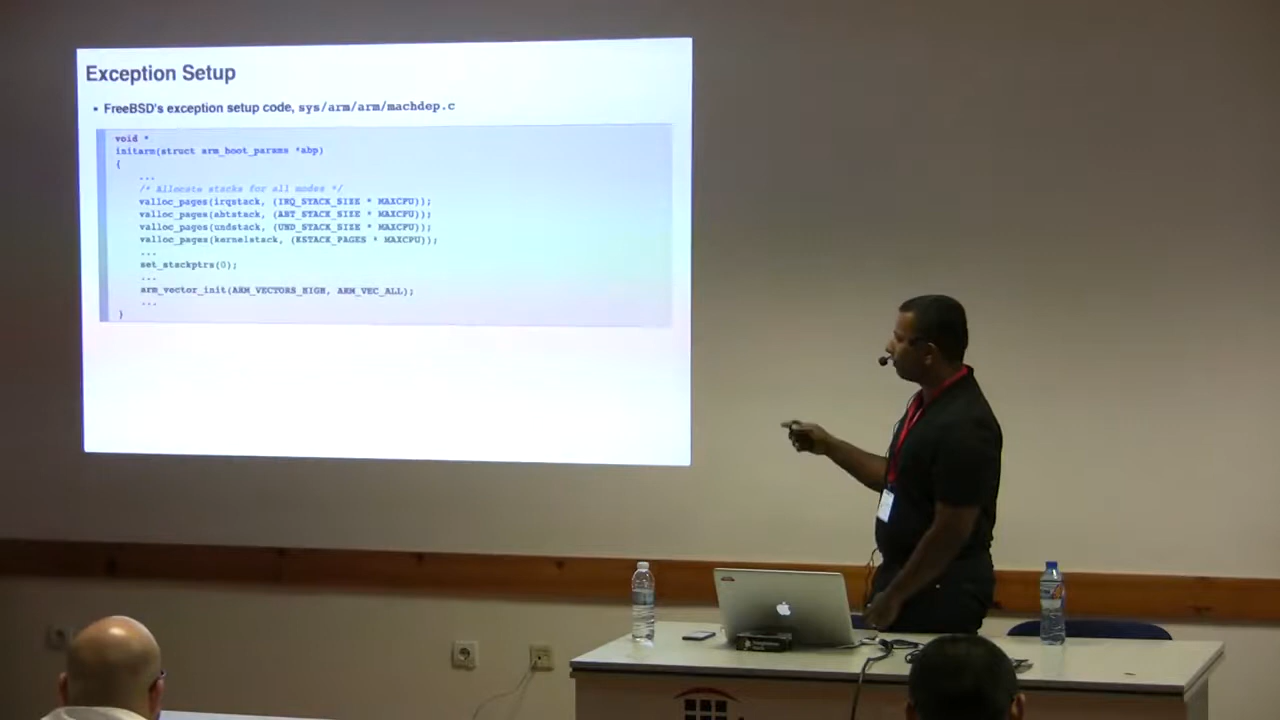 Exception Setup
• FreeBSD's exception setup code, sys/arm/arm/machdep.c
void *
initarm(struct arm_boot_params *abp)
{
...
/* Allocate stacks for all modes */
valloc_pages(irqstack, (IRQ_STACK_SIZE * MAXCPU));
valloc_pages(abtstack, (ABT_STACK_SIZE * MAXCPU));
valloc_pages(undstack, (UND_STACK_SIZE * MAXCPU));
valloc_pages(kernelstack, (KSTACK_PAGES * MAXCPU));
...
set_stackptrs(0);
...
arm_vector_init(ARM_VECTORS_HIGH, ARM_VEC_ALL);
...
}